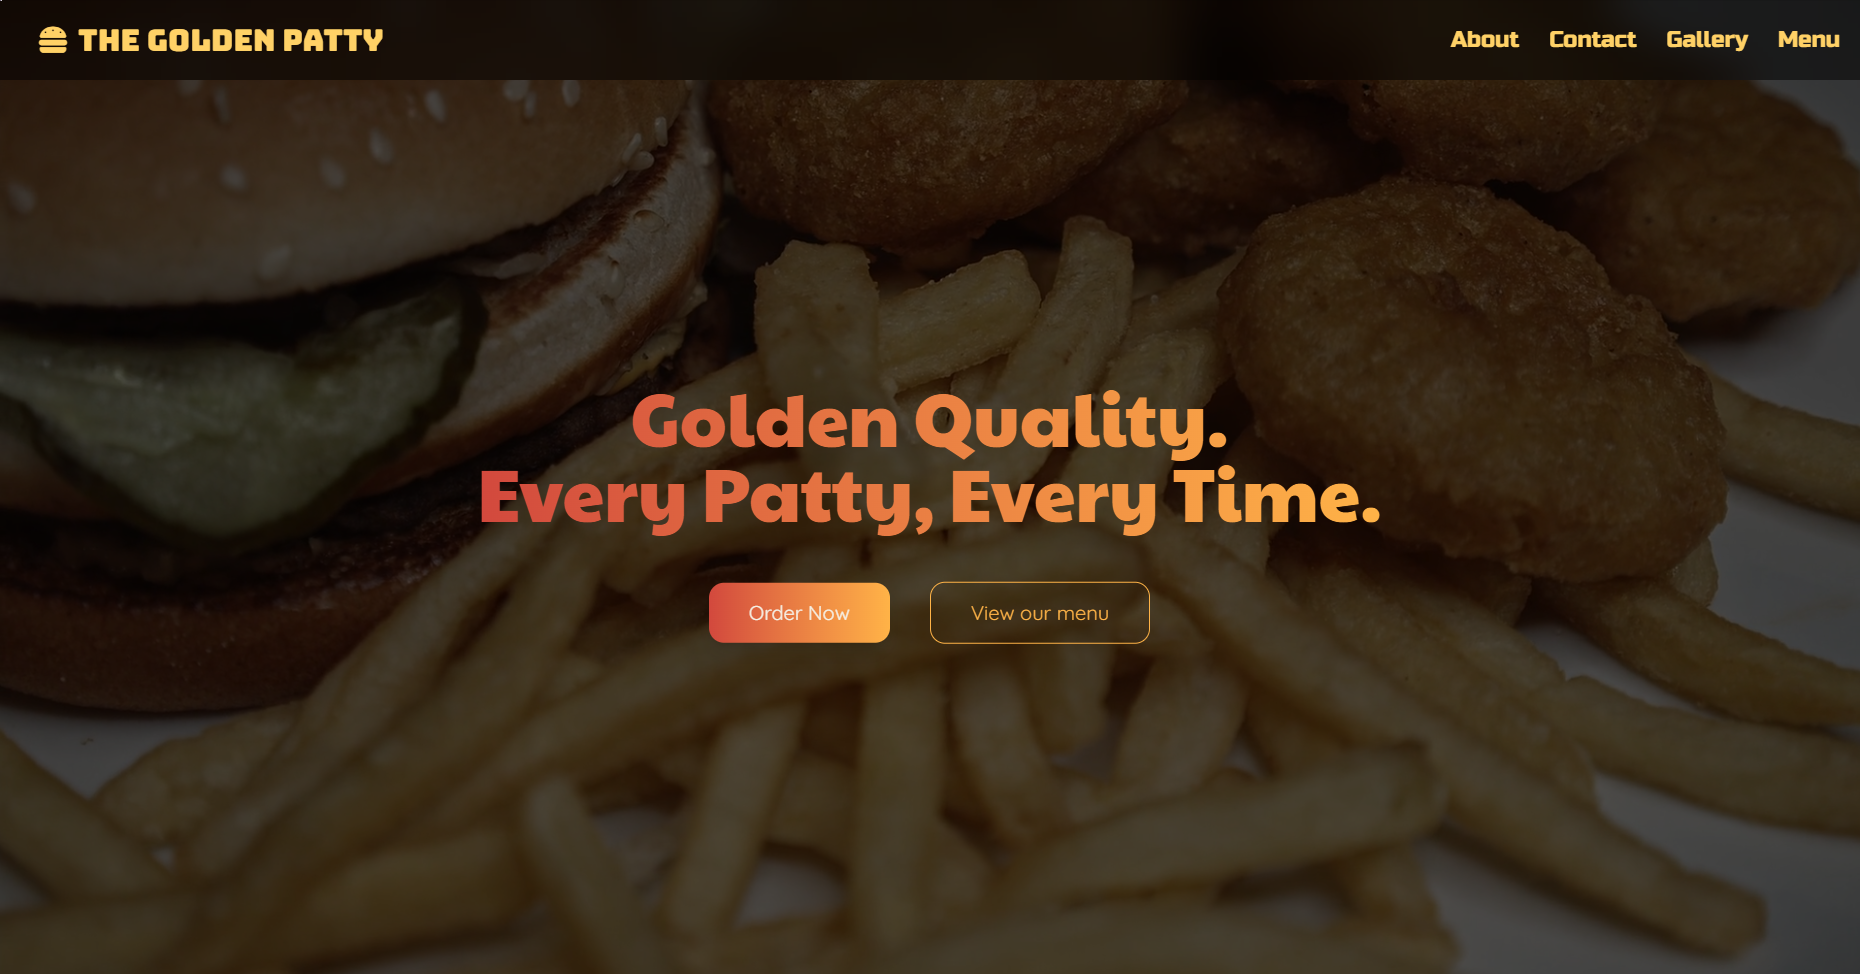 THE GOLDEN PATTY
About Contact Gallery Menu
Golden Quality.
Every Patty, Every Time.
Order Now
View our menu